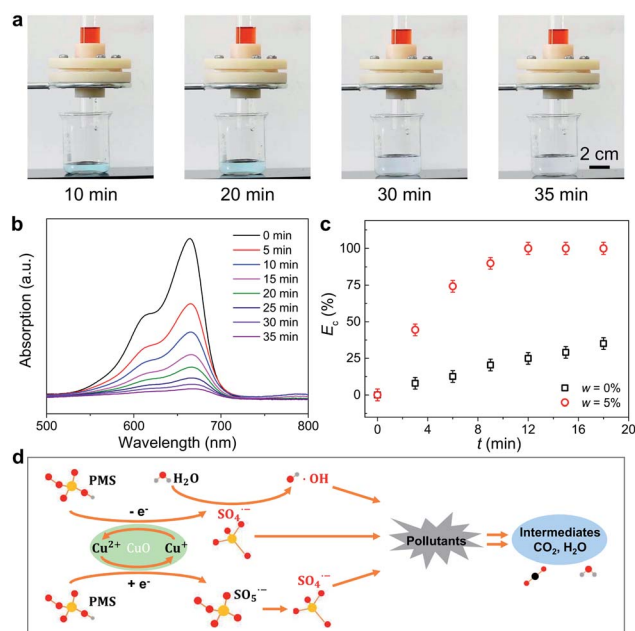 a
10 min
20 min
30 min
35 min
2 cm
b
Absorption (a.u.)
0 min
5 min
10 min
15 min
20 min
25 min
30 min
35 min
500
600
700
800
Wavelength (nm)
c
E_c (%)
100
75
50
25
0
w = 0%
w = 5%
0
4
8
12
16
20
t (min)
d
PMS
H₂O
· OH
- e⁻
SO₄·⁻
Cu²⁺ CuO Cu⁺
+ e⁻
PMS
SO₅·⁻
SO₄·⁻
Pollutants
Intermediates
CO₂, H₂O